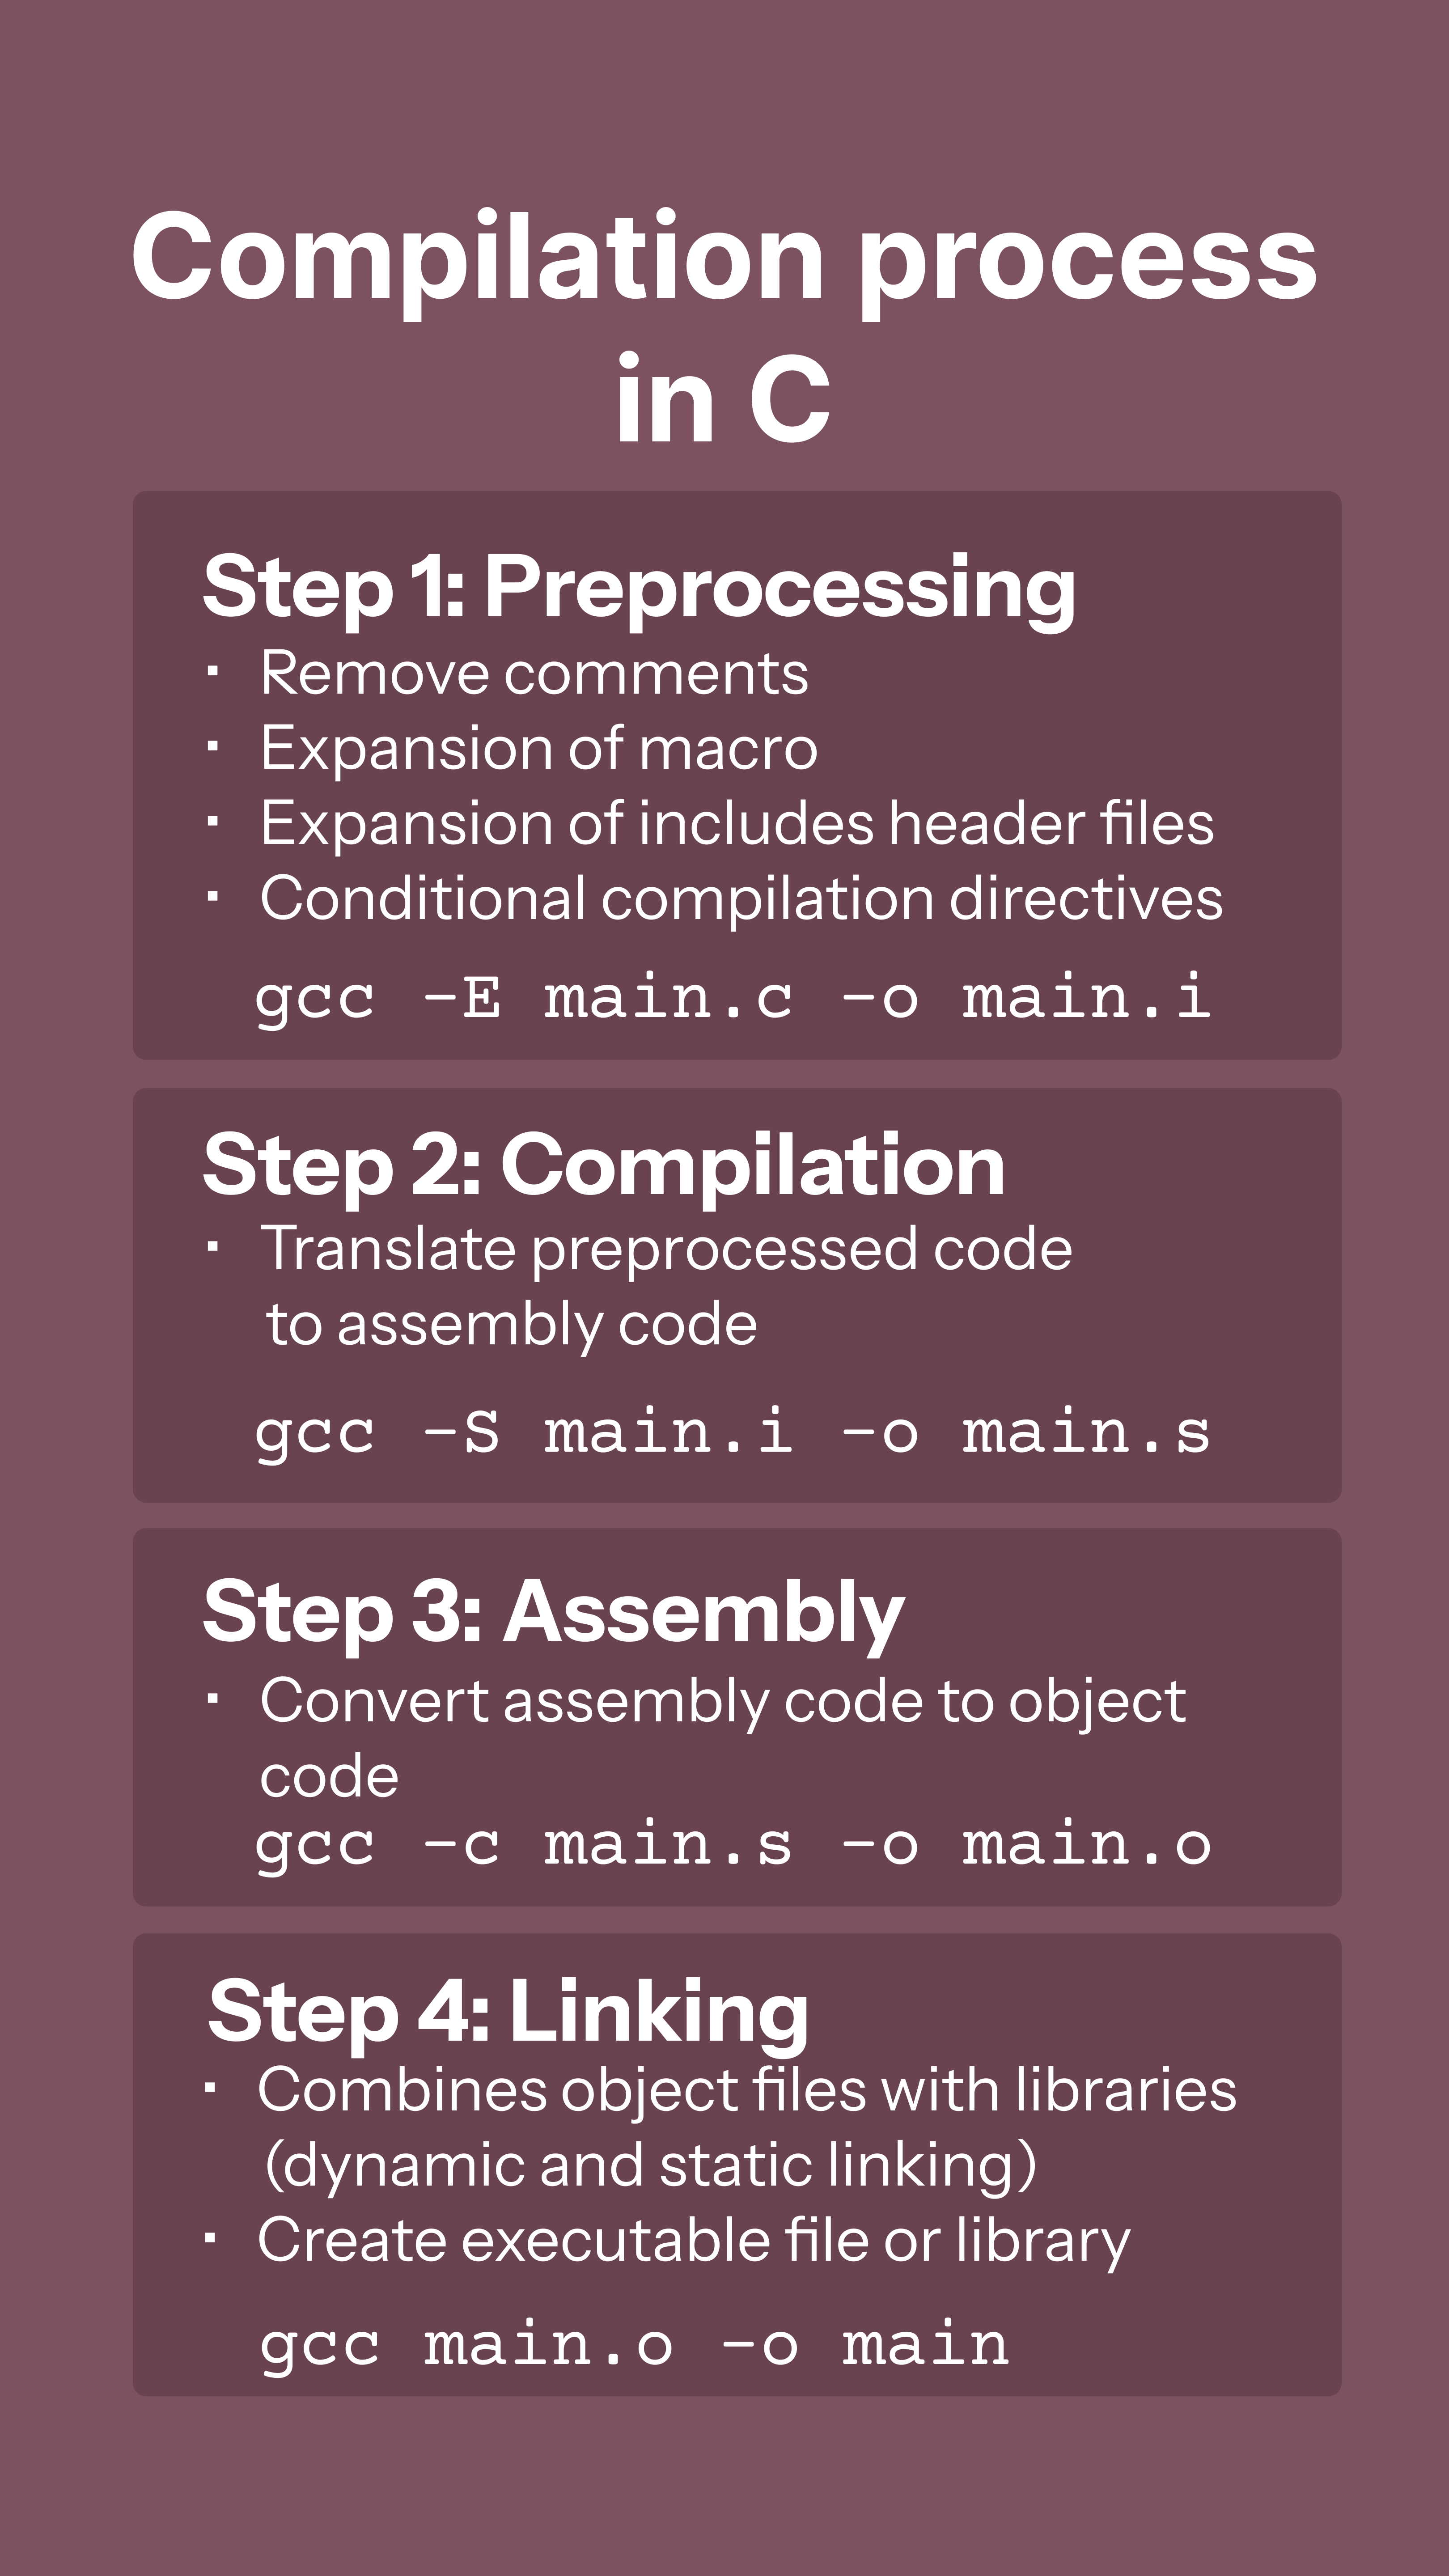 Compilation process
in C
Step 1: Preprocessing
▪ Remove comments
▪ Expansion of macro
▪ Expansion of includes header files
▪ Conditional compilation directives
gcc -E main.c -o main.i
Step 2: Compilation
▪ Translate preprocessed code
to assembly code
gcc -S main.i -o main.s
Step 3: Assembly
▪ Convert assembly code to object
code
gcc -c main.s -o main.o
Step 4: Linking
▪ Combines object files with libraries
(dynamic and static linking)
▪ Create executable file or library
gcc main.o -o main